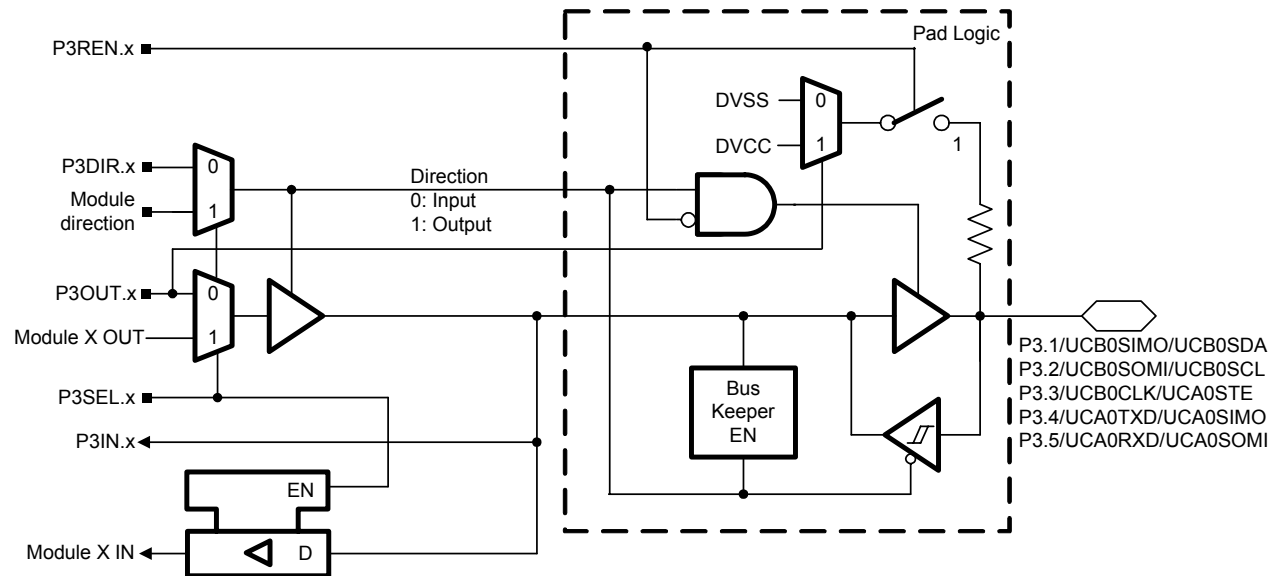 Pad Logic
P3REN.x
DVSS
0
DVCC
1
1
P3DIR.x
0
Module
direction
1
Direction
0: Input
1: Output
P3OUT.x
0
Module X OUT
1
P3SEL.x
P3IN.x
Bus
Keeper
EN
P3.1/UCB0SIMO/UCB0SDA
P3.2/UCB0SOMI/UCB0SCL
P3.3/UCB0CLK/UCA0STE
P3.4/UCA0TXD/UCA0SIMO
P3.5/UCA0RXD/UCA0SOMI
EN
Module X IN
D